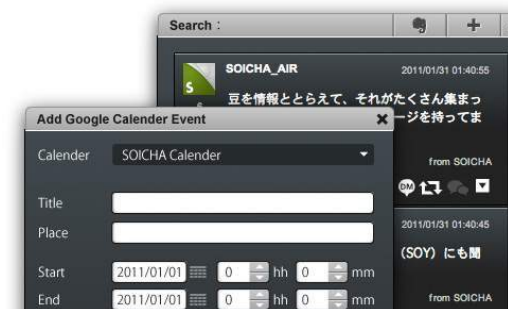 Search :
SOICHA_AIR 2011/01/31 01:40:55
豆を情報ととらえて、それがたくさん集まっ
ージを持ってま
from SOICHA
DM
2011/01/31 01:40:45
(SOY) にも聞
from SOICHA
Add Google Calender Event
Calender SOICHA Calender
Title
Place
Start 2011/01/01 0 hh 0 mm
End 2011/01/01 0 hh 0 mm